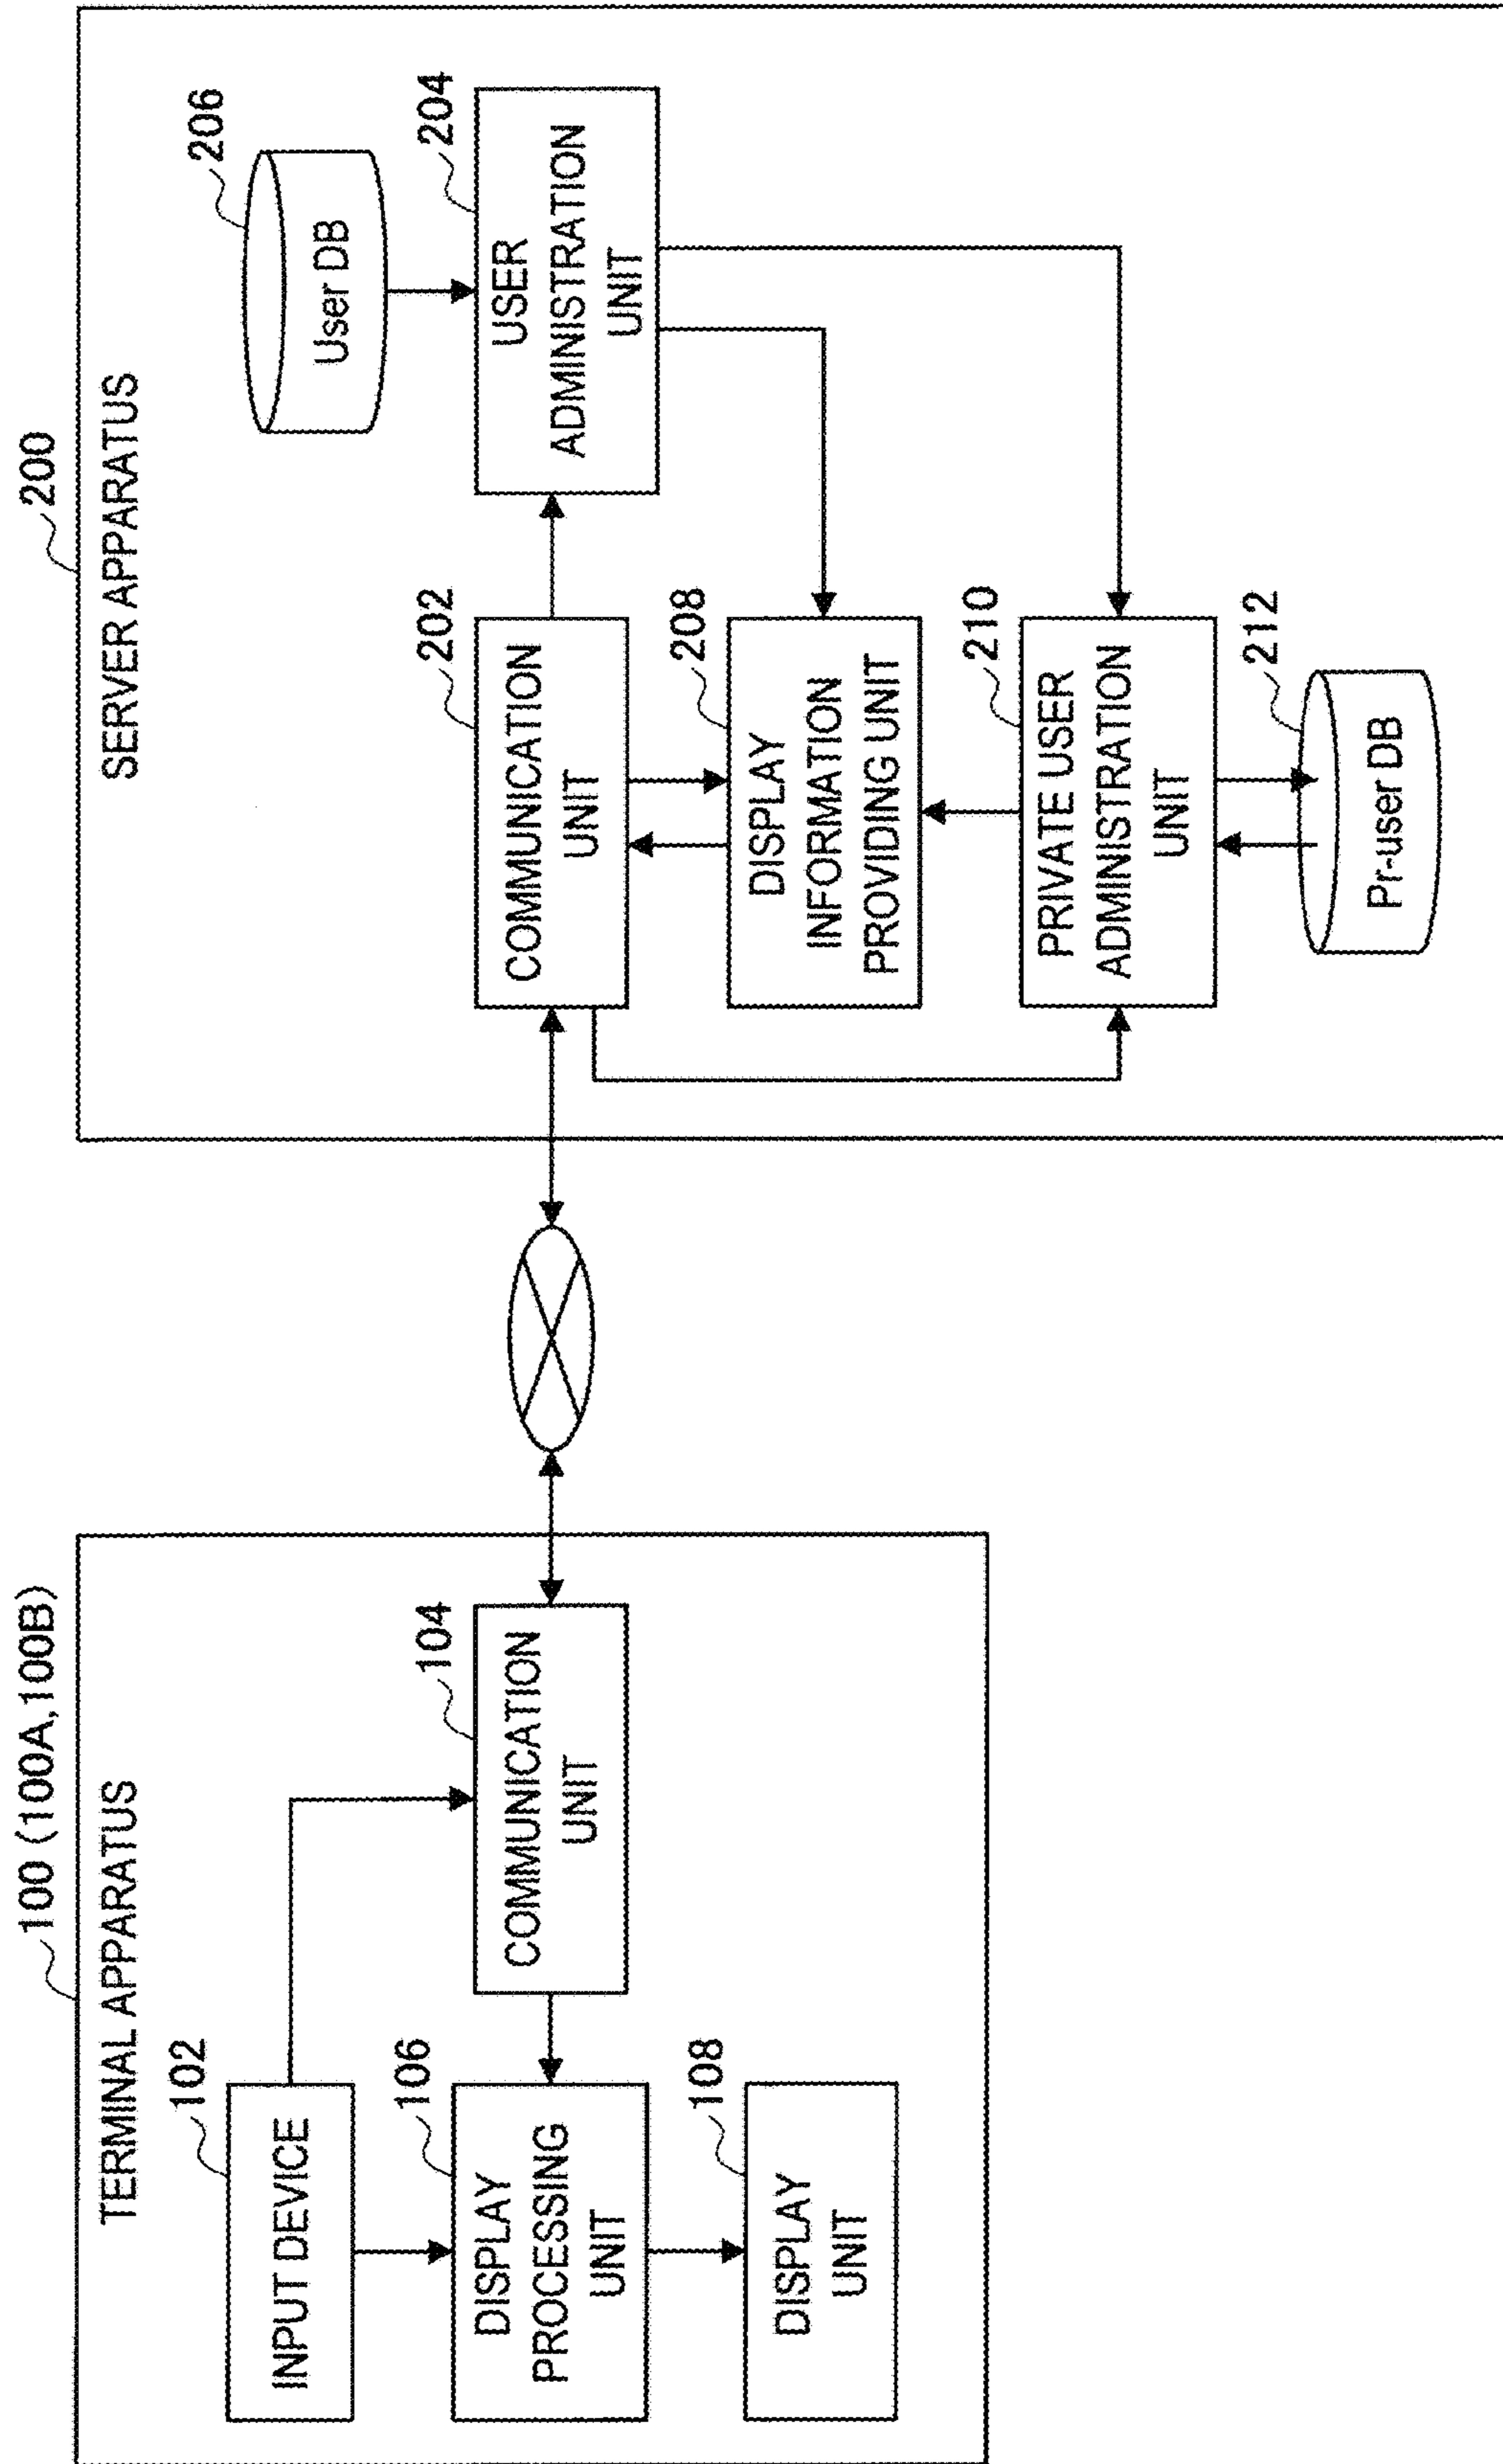 100 (100A,100B)
TERMINAL APPARATUS
102
INPUT DEVICE
104
COMMUNICATION
UNIT
106
DISPLAY
PROCESSING
UNIT
108
DISPLAY
UNIT
200
SERVER APPARATUS
206
User DB
202
COMMUNICATION
UNIT
204
USER
ADMINISTRATION
UNIT
208
DISPLAY
INFORMATION
PROVIDING UNIT
210
PRIVATE USER
ADMINISTRATION
UNIT
212
Pr-user DB